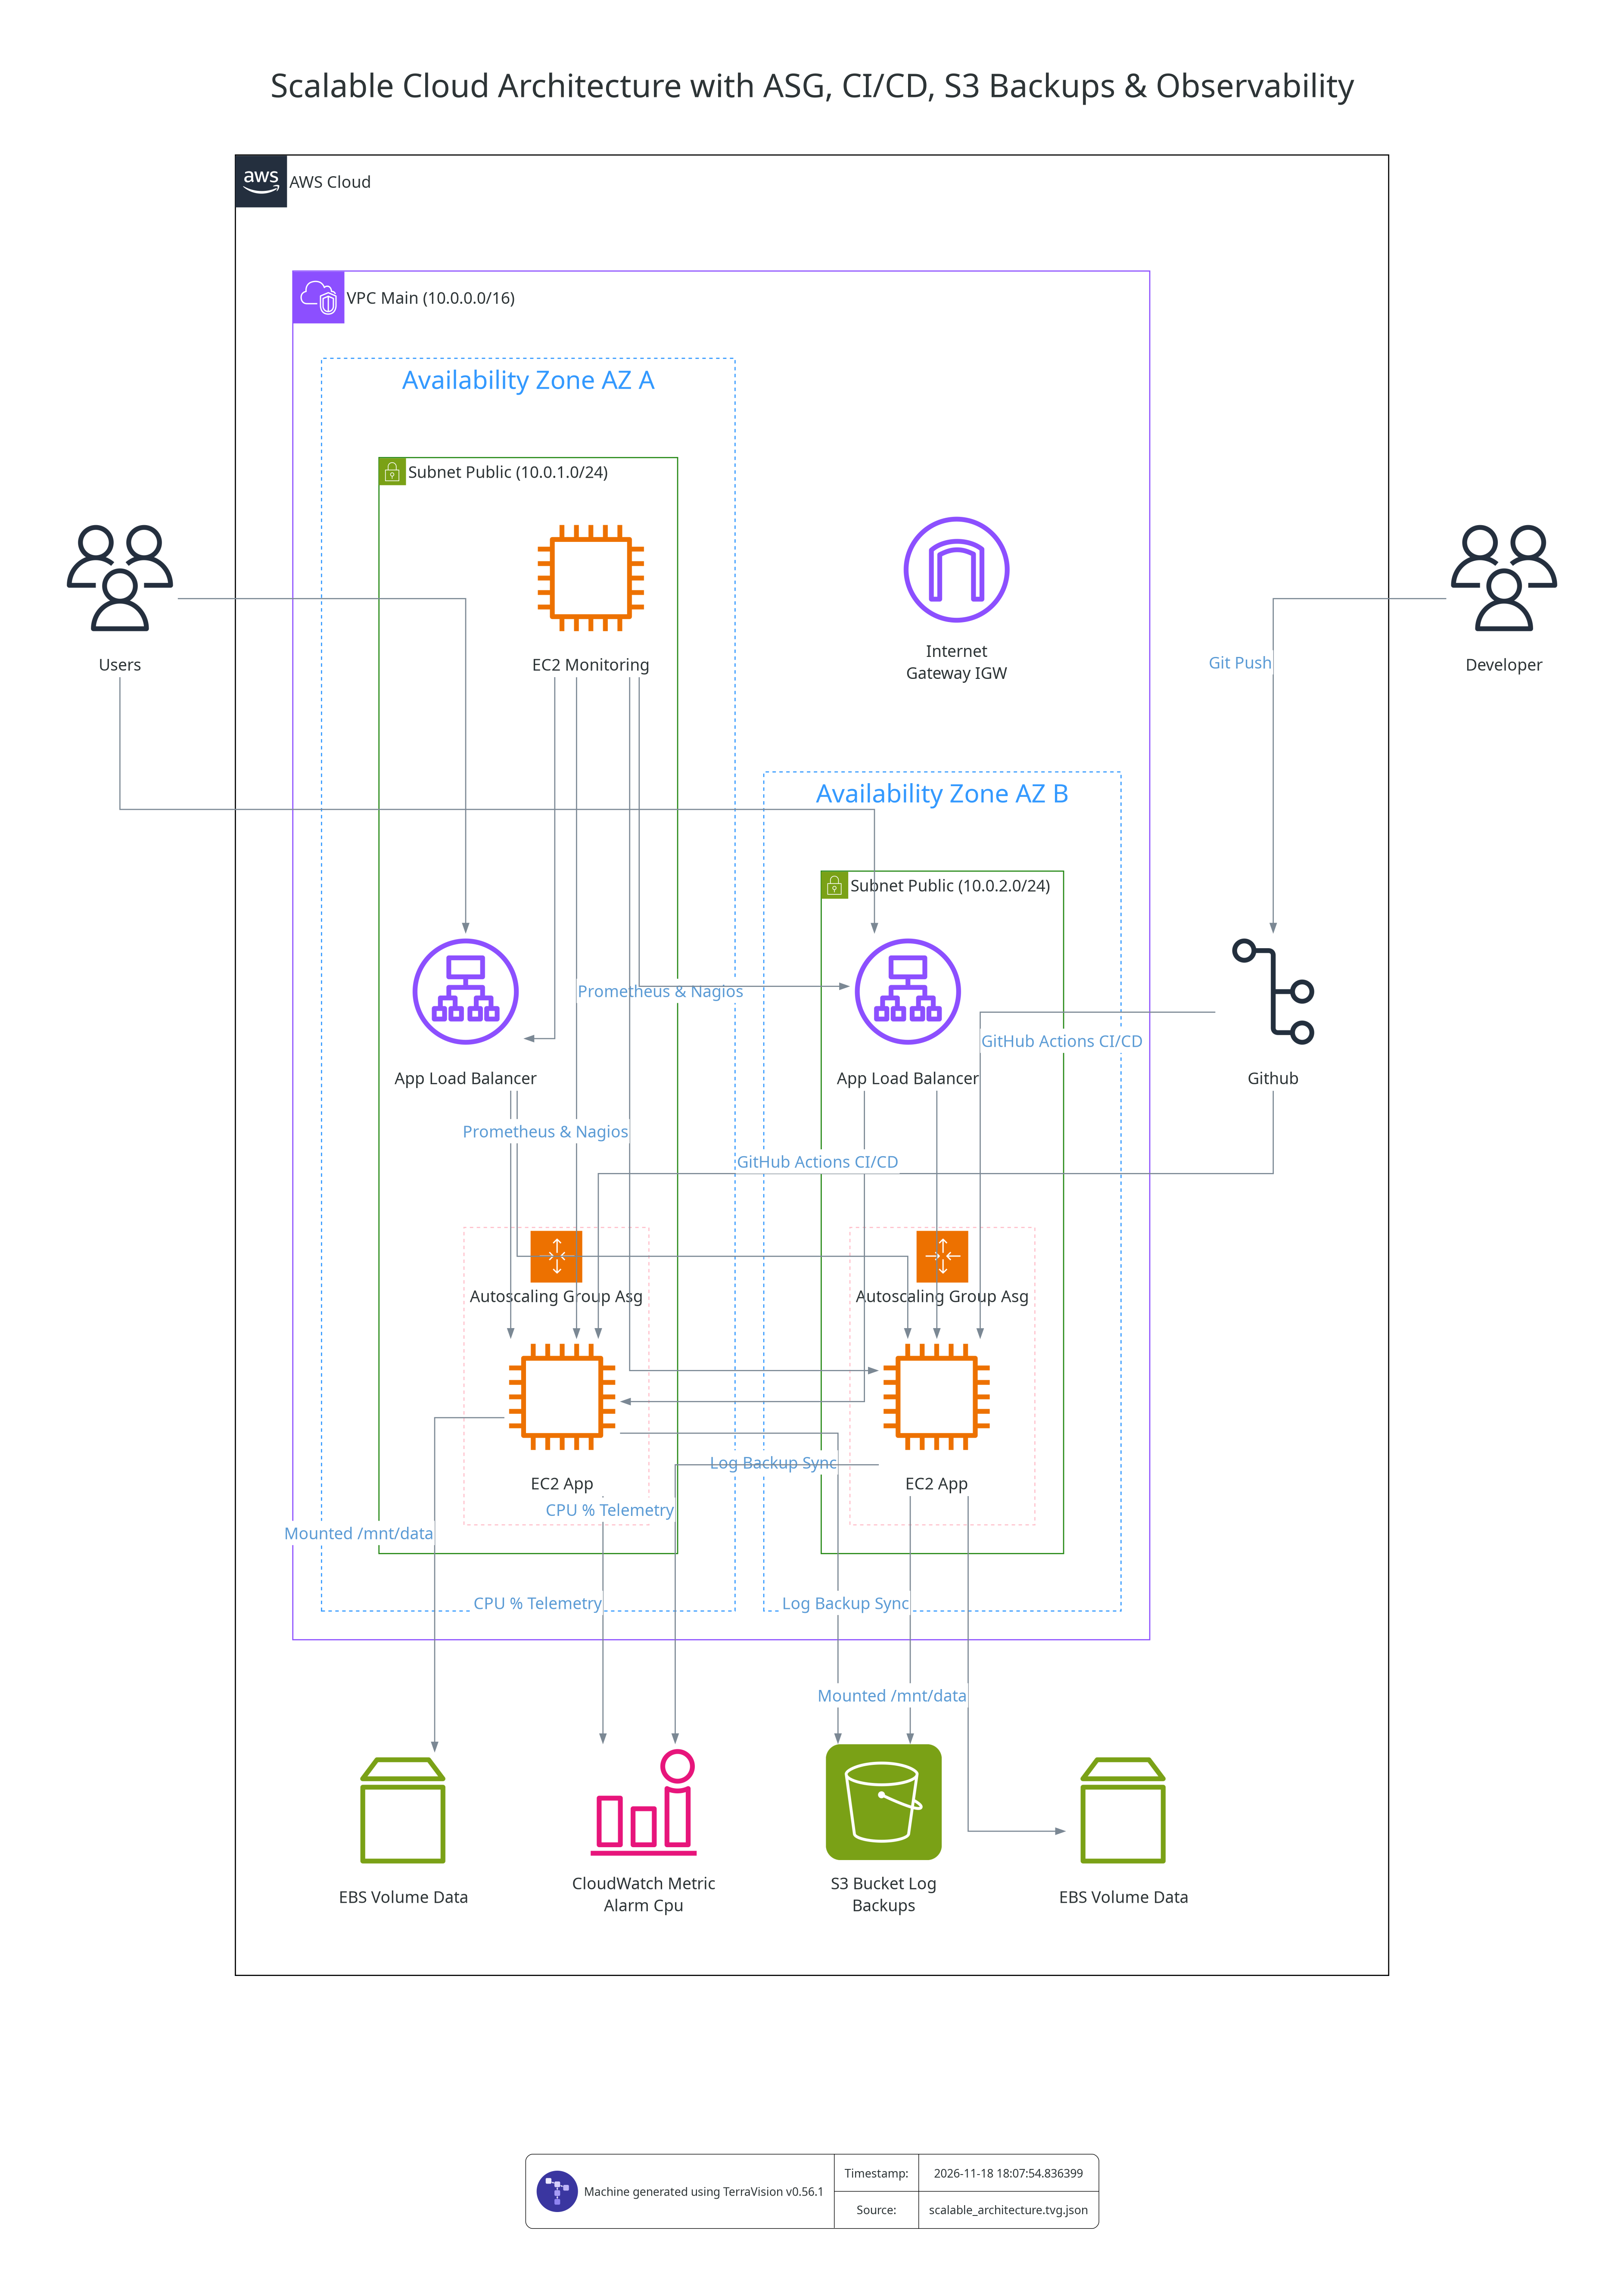 Scalable Cloud Architecture with ASG, CI/CD, S3 Backups & Observability
aws
AWS Cloud
VPC Main (10.0.0.0/16)
Availability Zone AZ A
Subnet Public (10.0.1.0/24)
Users
EC2 Monitoring
Internet
Gateway IGW
Git Push
Developer
Availability Zone AZ B
Subnet Public (10.0.2.0/24)
Prometheus & Nagios
GitHub Actions CI/CD
App Load Balancer
App Load Balancer
Github
Prometheus & Nagios
GitHub Actions CI/CD
Autoscaling Group Asg
Autoscaling Group Asg
Log Backup Sync
EC2 App
EC2 App
CPU % Telemetry
Mounted /mnt/data
CPU % Telemetry
Log Backup Sync
Mounted /mnt/data
EBS Volume Data
CloudWatch Metric
Alarm Cpu
S3 Bucket Log
Backups
EBS Volume Data
Machine generated using TerraVision v0.56.1
Timestamp:
2026-11-18 18:07:54.836399
Source:
scalable_architecture.tvg.json